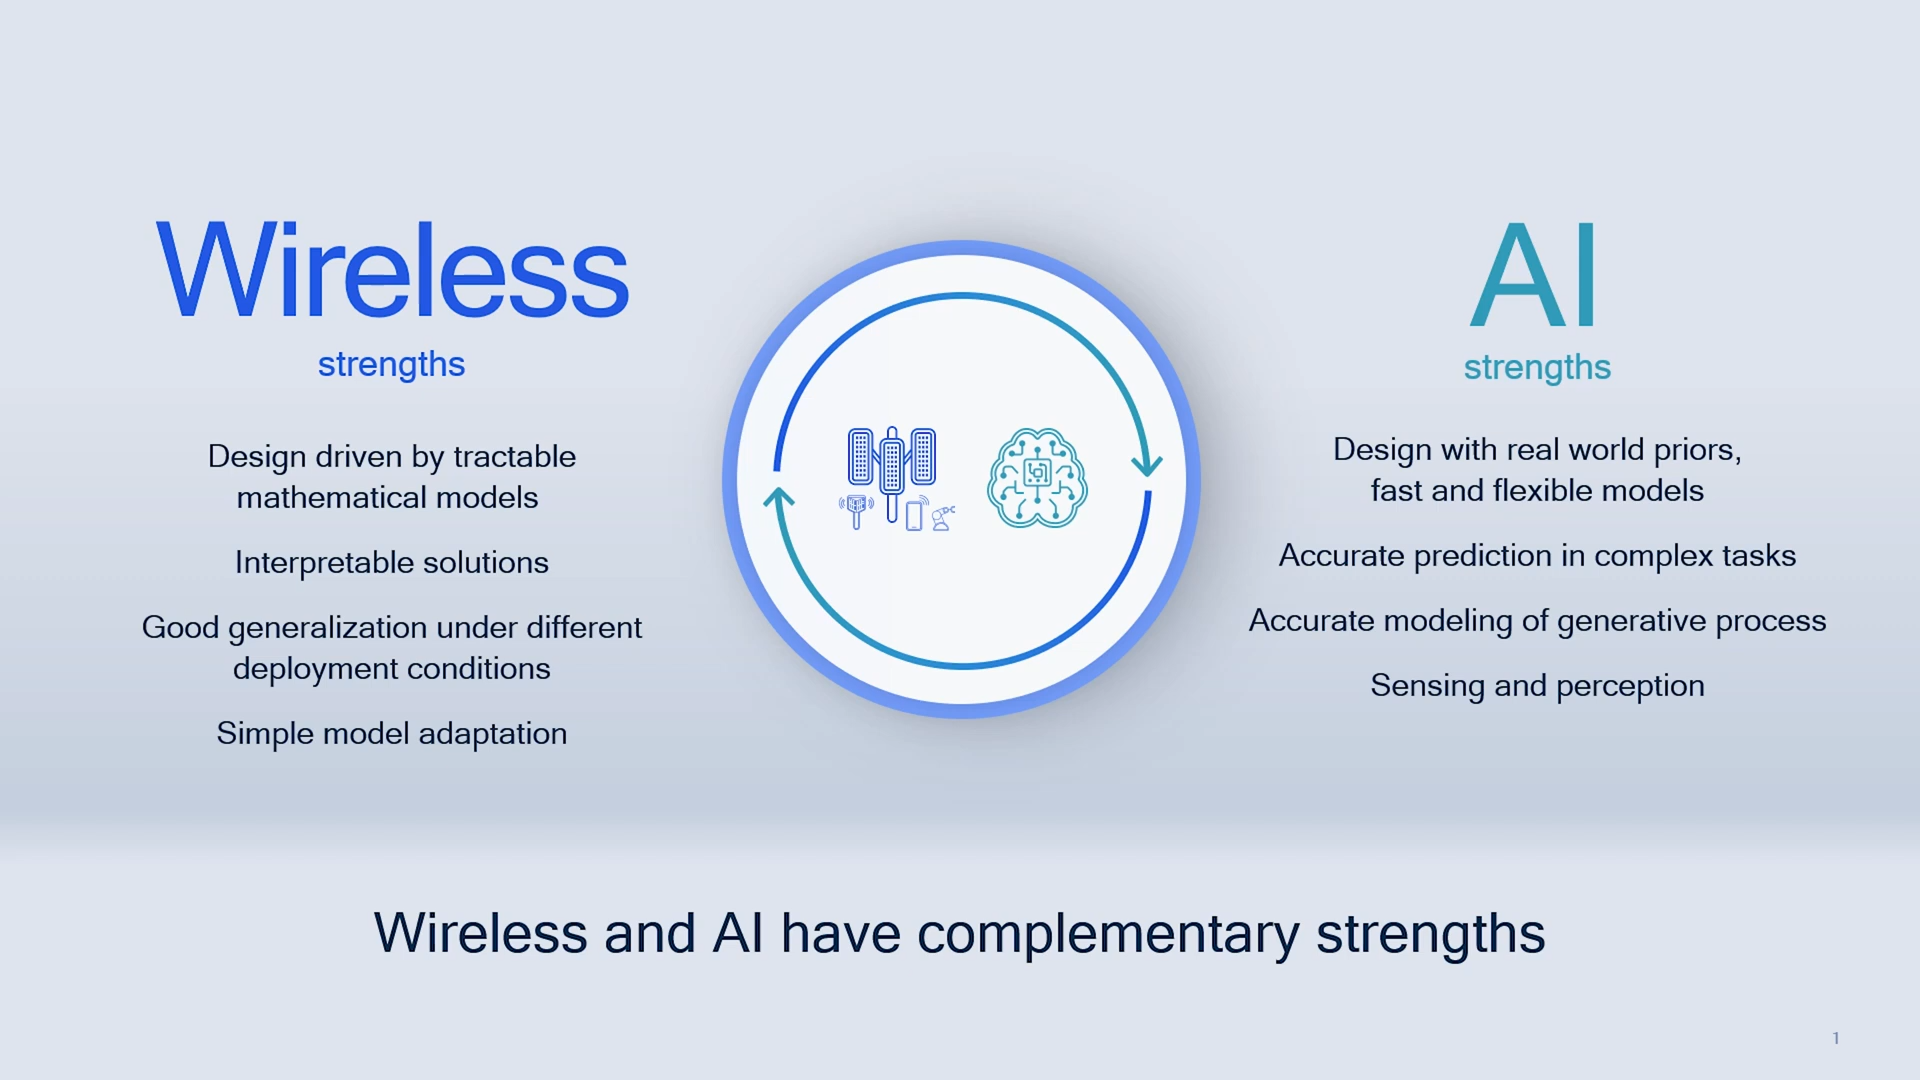 Wireless
strengths
Design driven by tractable
mathematical models
Interpretable solutions
Good generalization under different
deployment conditions
Simple model adaptation
AI
strengths
Design with real world priors,
fast and flexible models
Accurate prediction in complex tasks
Accurate modeling of generative process
Sensing and perception
Wireless and AI have complementary strengths
1